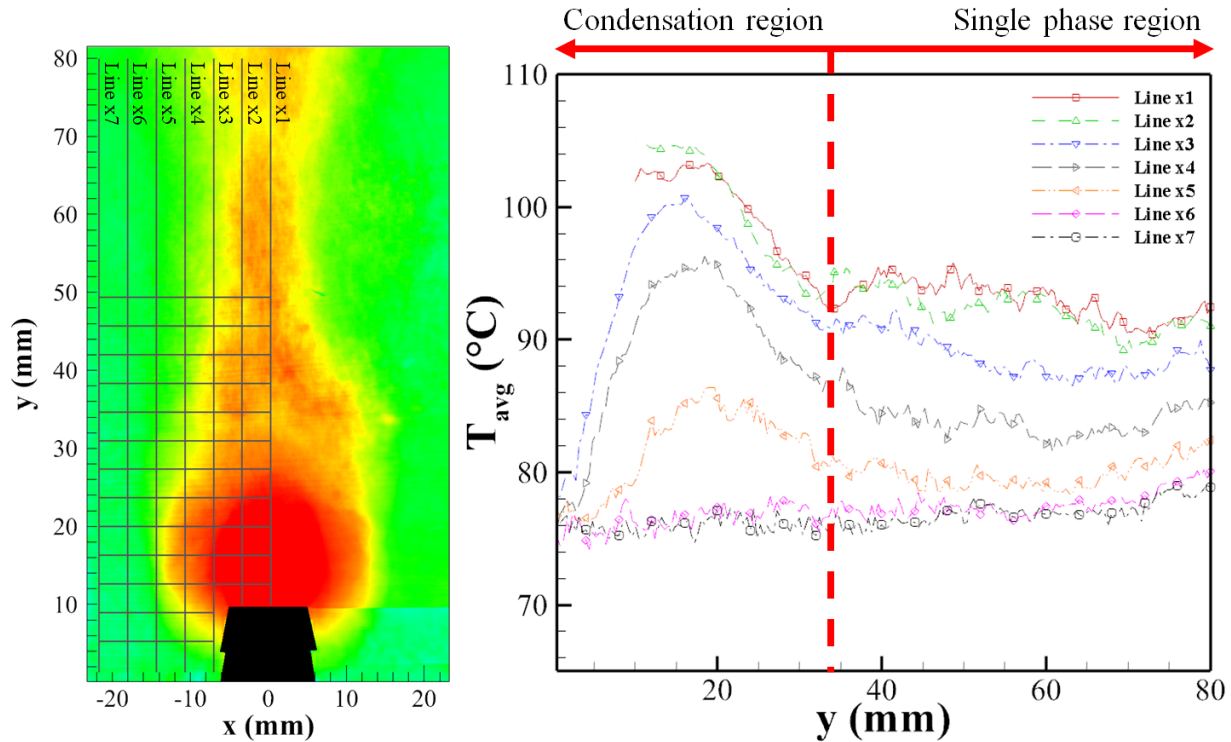 Condensation region
Single phase region
Line x7
Line x6
Line x5
Line x4
Line x3
Line x2
Line x1
80
70
60
50
40
30
20
10
y (mm)
-20
-10
0
10
20
x (mm)
110
100
90
80
70
T avg (°C)
20
40
60
80
y (mm)
Line x1
Line x2
Line x3
Line x4
Line x5
Line x6
Line x7